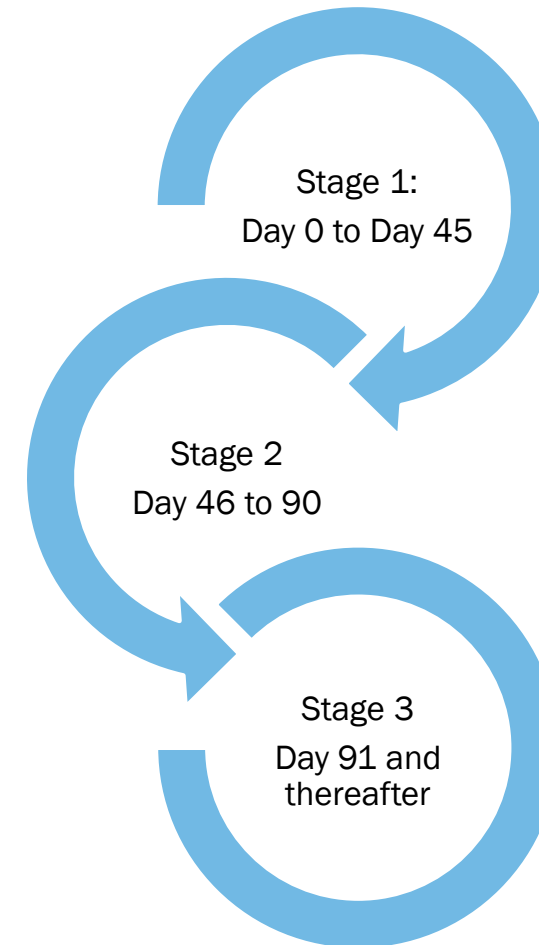 Stage 1:
Day 0 to Day 45
Stage 2
Day 46 to 90
Stage 3
Day 91 and
thereafter